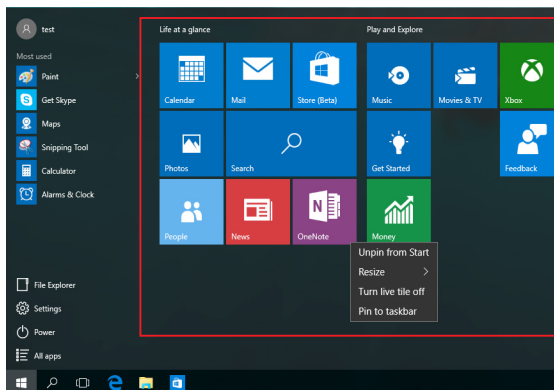 test
Most used
Paint
Get Skype
Maps
Snipping Tool
Calculator
Alarms & Clock
File Explorer
Settings
Power
All apps
Life at a glance
Play and Explore
Calendar
Mail
Store (Beta)
Music
Movies & TV
Xbox
Photos
Search
Get Started
Feedback
People
News
OneNote
Money
Unpin from Start
Resize
Turn live tile off
Pin to taskbar